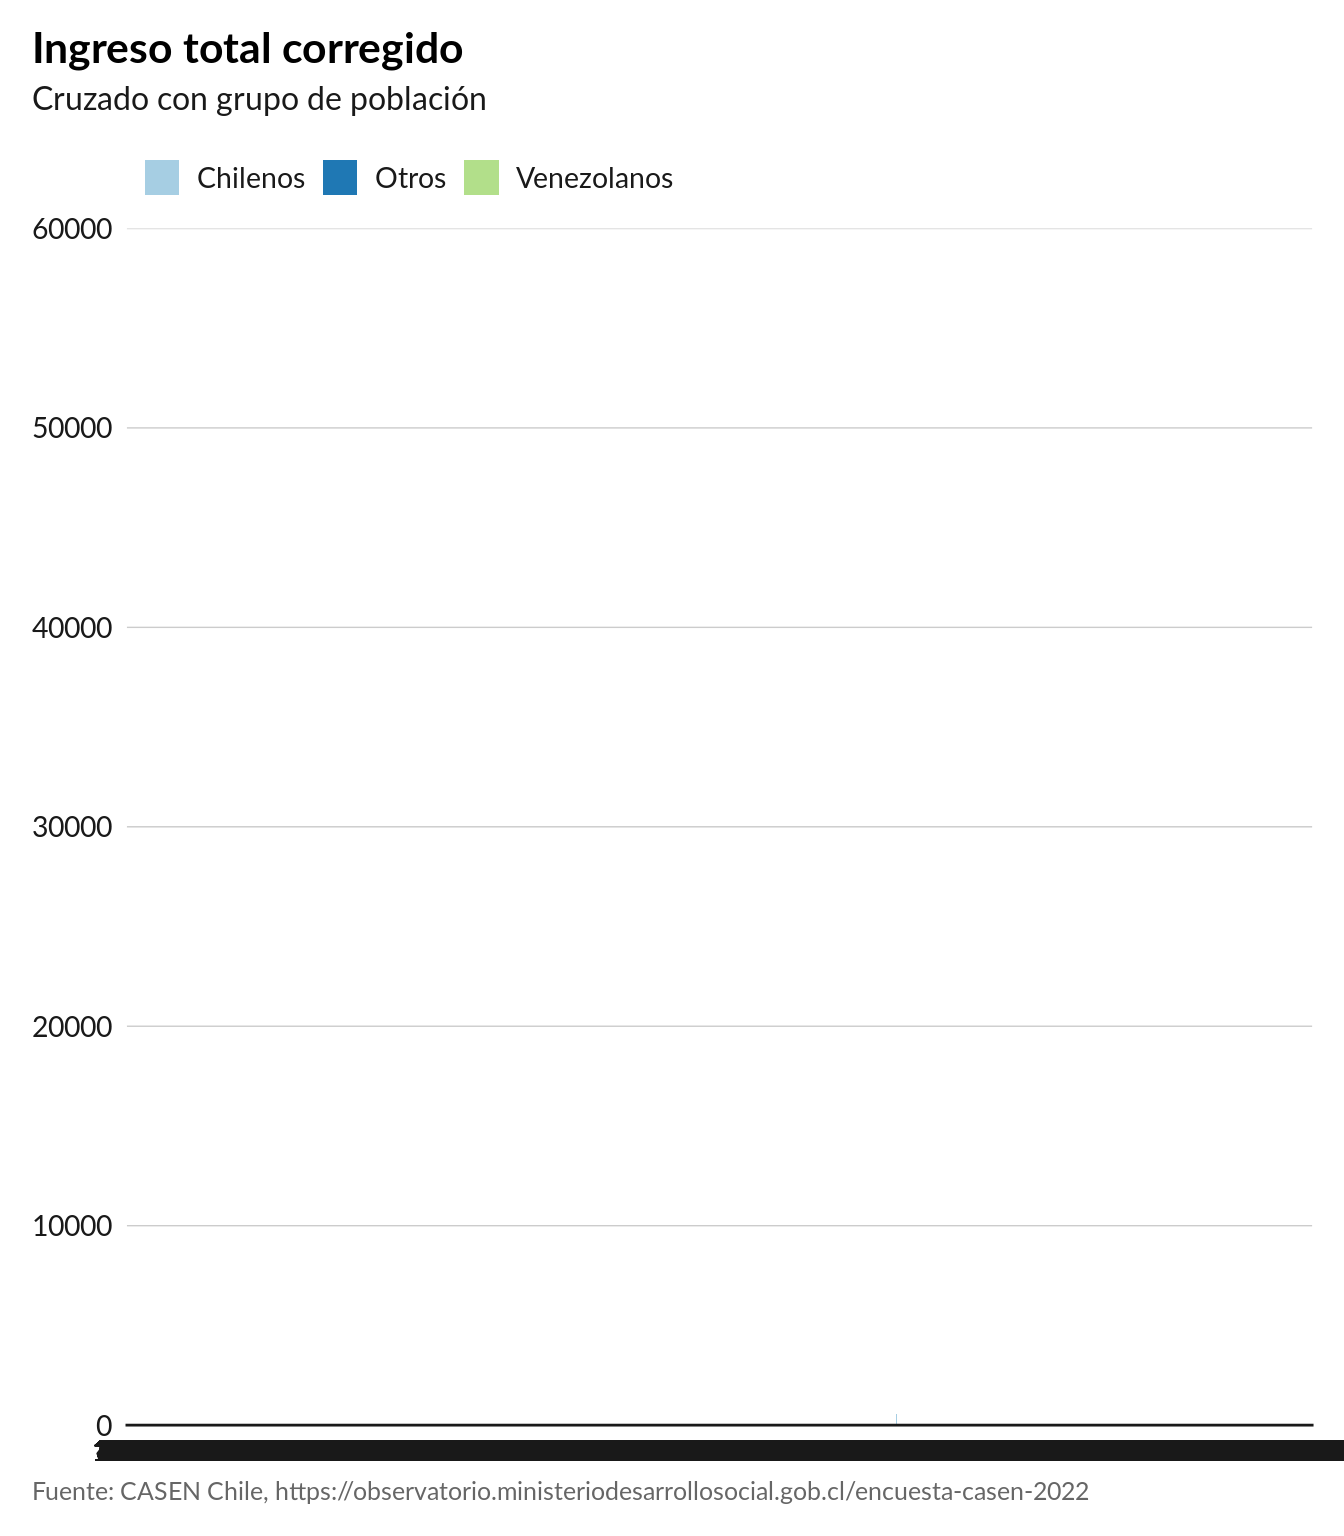 Ingreso total corregido
Cruzado con grupo de población
Chilenos Otros Venezolanos
60000
50000
40000
30000
20000
10000
0
Fuente: CASEN Chile, https://observatorio.ministeriodesarrollosocial.gob.cl/encuesta-casen-2022